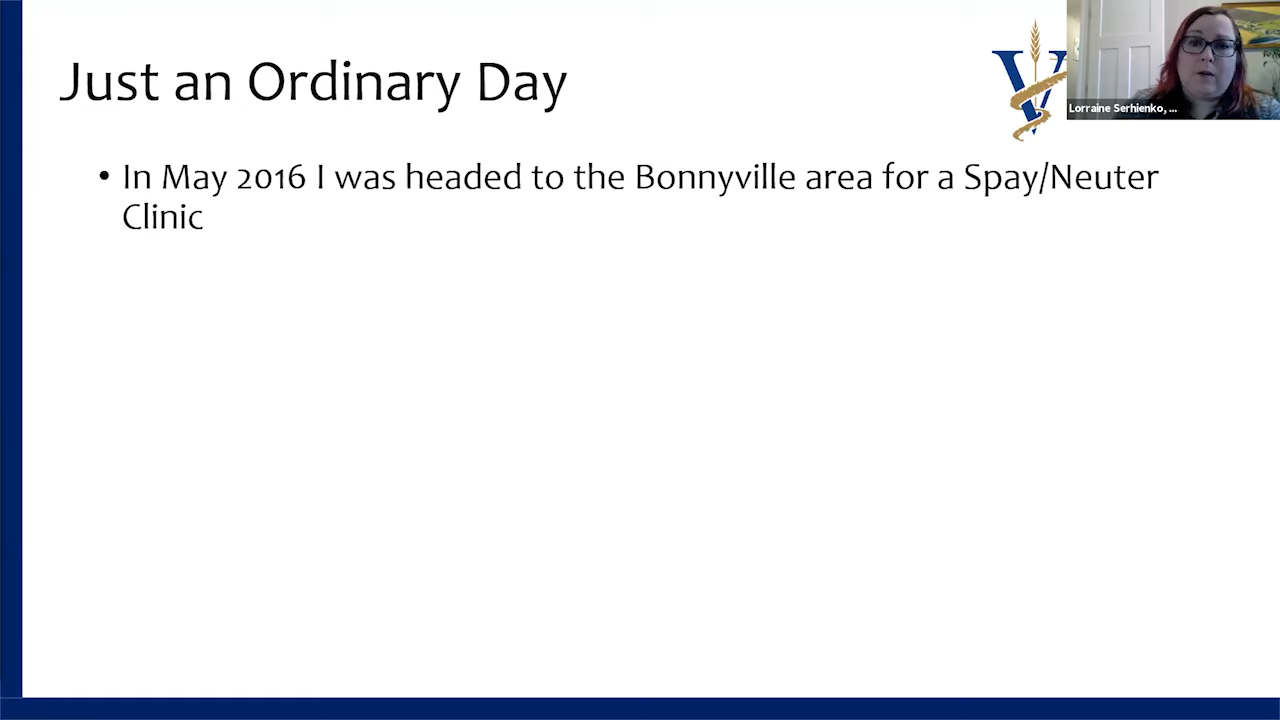 Just an Ordinary Day
Lorraine Serhienko, ...
• In May 2016 I was headed to the Bonnyville area for a Spay/Neuter
Clinic